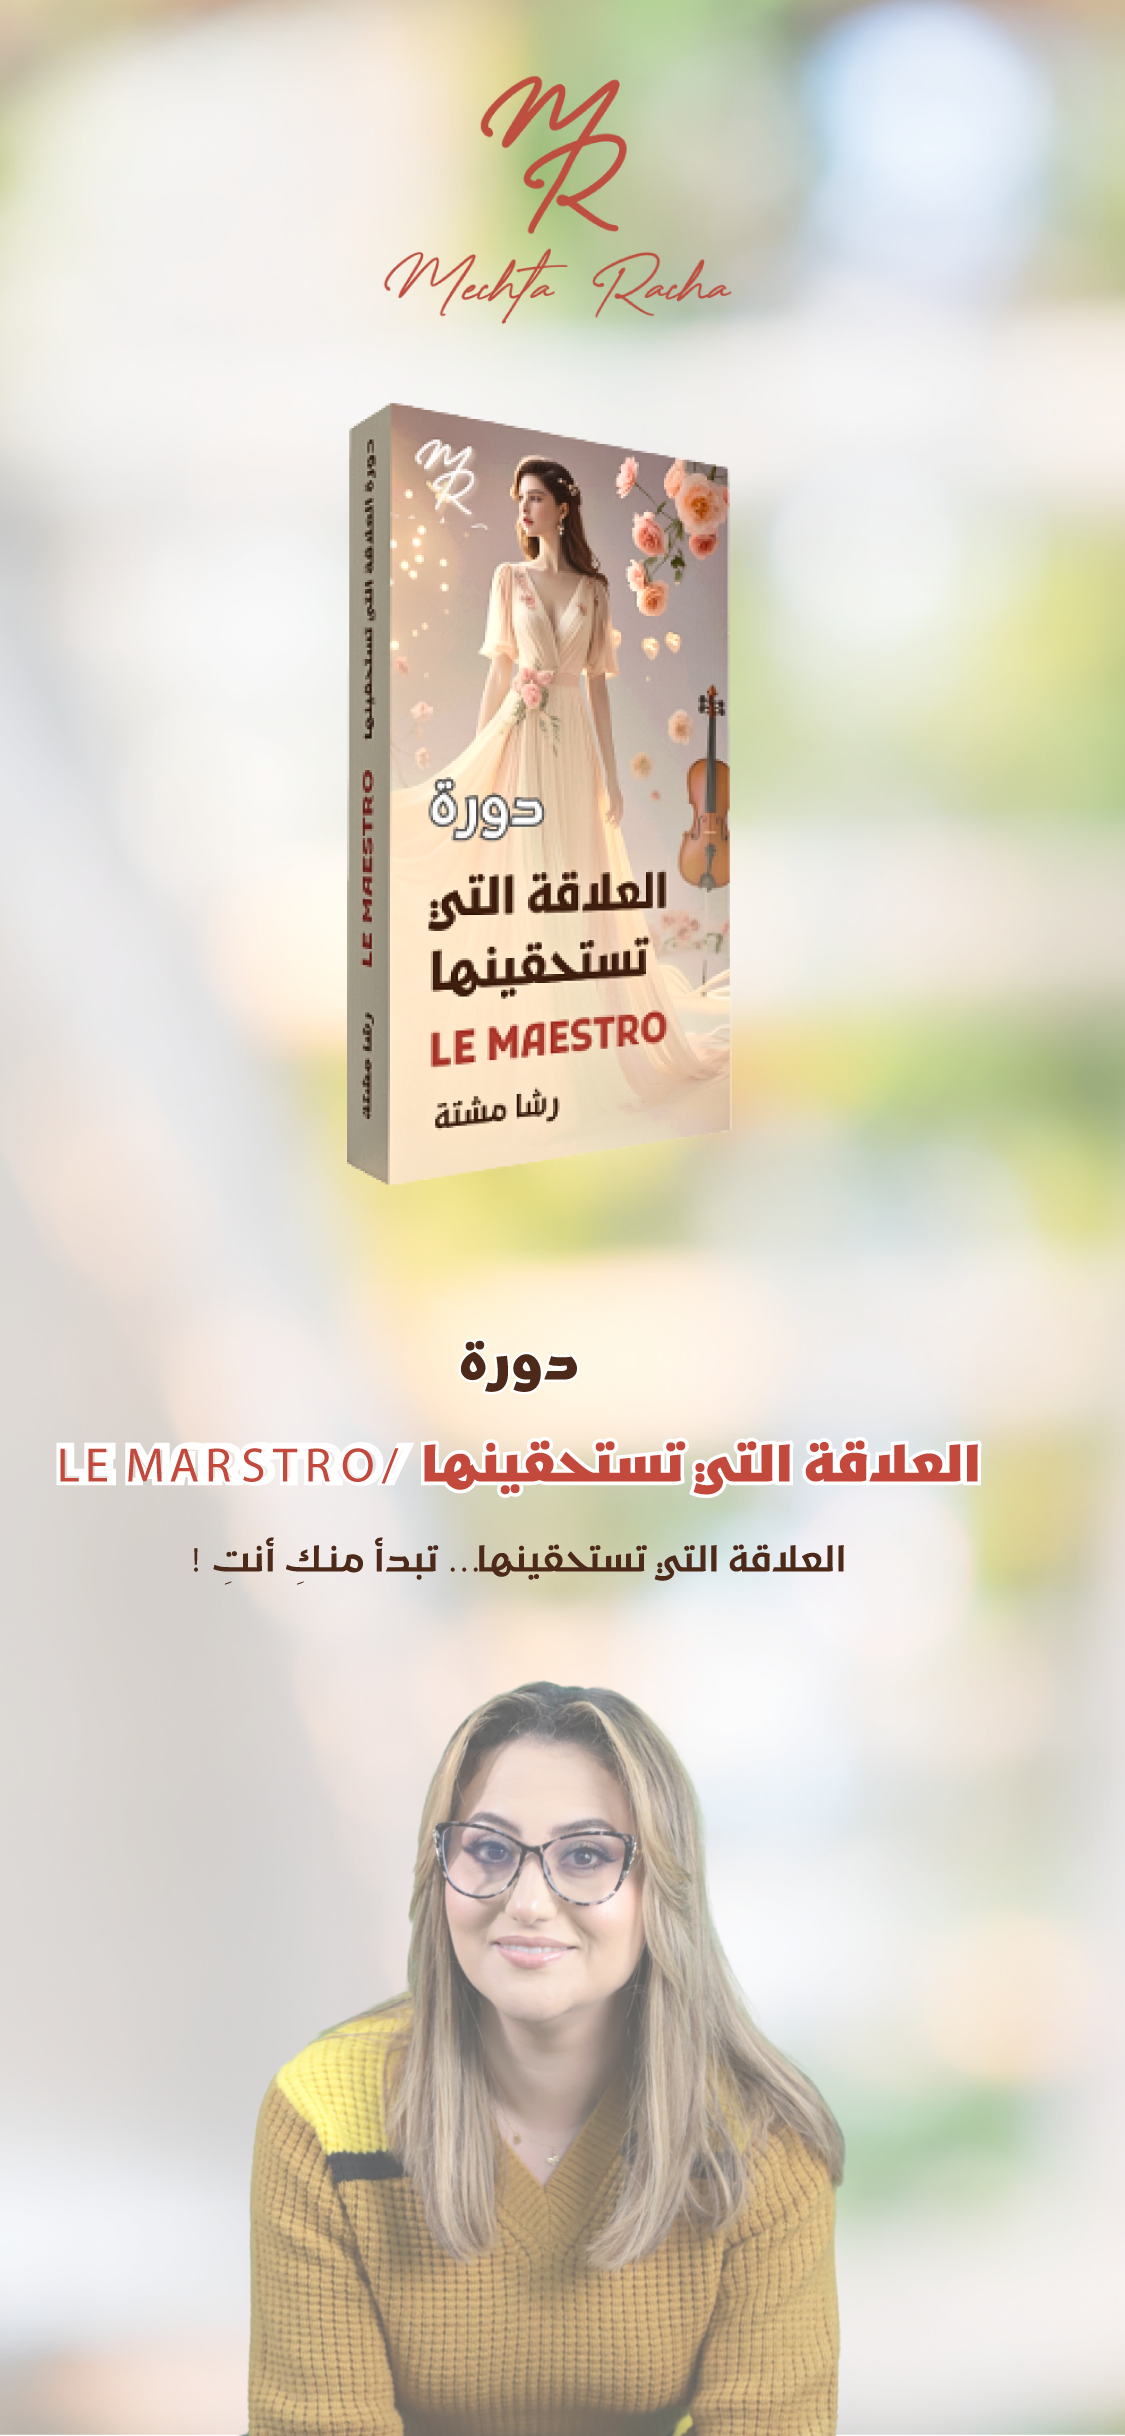 MR
Mechta Racha
MR
دورة
العلاقة التي
تستحقينها
LE MAESTRO
رشا مشتة
دورة العلاقة التي تستحقينها LE MAESTRO رشا مشتة
دورة
العلاقة التي تستحقينها /LE MARSTRO
العلاقة التي تستحقينها... تبدأ منكِ أنتِ !